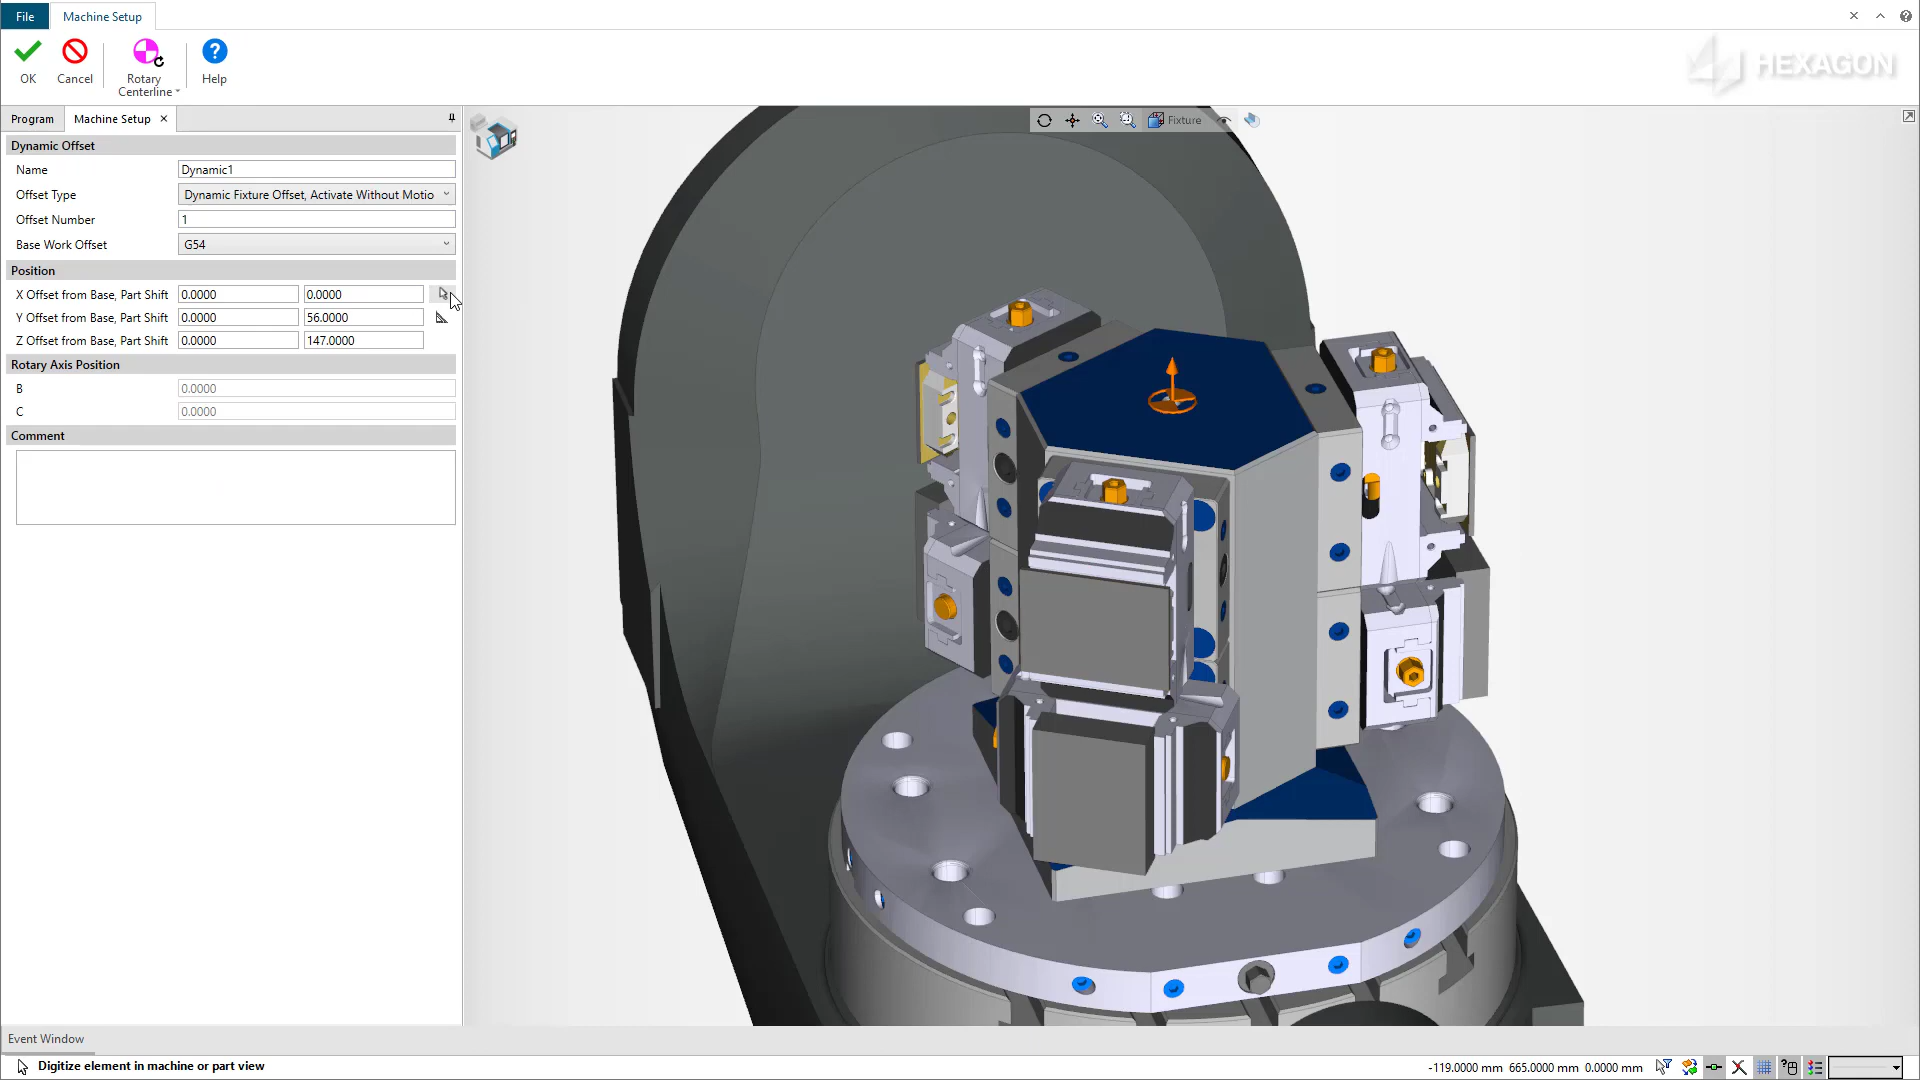 File
Machine Setup
OK
Cancel
Rotary
Centerline
Help
HEXAGON
Program
Machine Setup
Dynamic Offset
Name
Dynamic1
Offset Type
Dynamic Fixture Offset, Activate Without Motio
Offset Number
1
Base Work Offset
G54
Position
X Offset from Base, Part Shift
0.0000
0.0000
Y Offset from Base, Part Shift
0.0000
56.0000
Z Offset from Base, Part Shift
0.0000
147.0000
Rotary Axis Position
B
0.0000
C
0.0000
Comment
Fixture
Event Window
Digitize element in machine or part view
-119.0000 mm 665.0000 mm 0.0000 mm